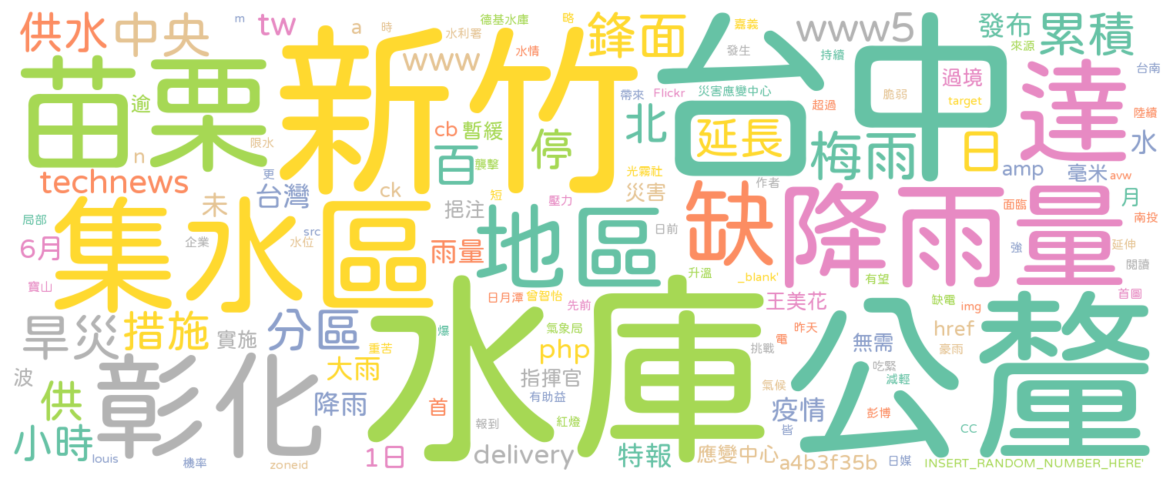 供水
中央
tw
a
m
時
水利署
德基水庫
略
鋒面
嘉義
www5
發布
累積
www
水情
發生
持續
來源
台南
苗栗
新竹
台中
達
逾
帶來
Flickr
災害應變中心
超過
脆弱
過境
target
陸續
n
限水
cb
暫緩
百
襲擊
停
北
延長
梅雨
日
水
technews
更
台灣
未
ck
挹注
短
光霧社
災害
壓力
作者
缺
amp
毫米
avw
月
降雨量
面臨
南投
局部
6月
集水區
企業
src
水位
雨量
地區
日前
升溫
_blank'
強
延伸
閱讀
有望
寶山
日月潭
曾智怡
先前
王美花
缺電
img
首圖
旱災
措施
實施
分區
爆
重苦
氣象局
php
水庫
挑戰
電
昨天
無需
href
豪雨
公釐
波
彰化
大雨
指揮官
有助益
氣候
吃緊
減輕
供
降雨
首
報到
紅燈
疫情
皆
彭博
cc
小時
louis
機率
zoneid
1日
delivery
特報
應變中心
a4b3f35b
日媒
INSERT_RANDOM_NUMBER_HERE'